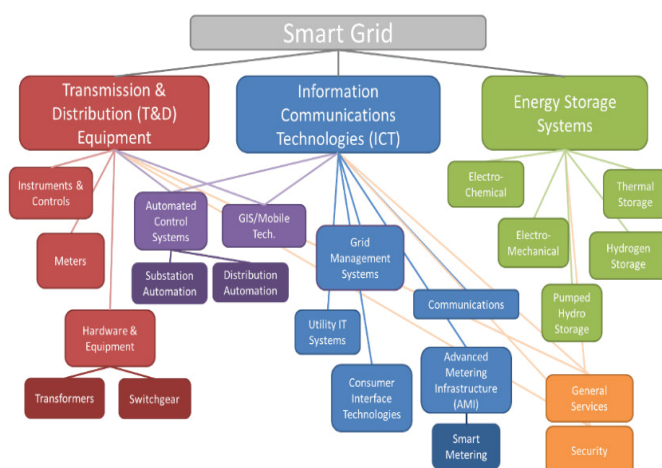 Smart Grid
Transmission &
Distribution (T&D)
Equipment
Information
Communications
Technologies (ICT)
Energy Storage
Systems
Instruments &
Controls
Meters
Automated
Control
Systems
GIS/Mobile
Tech.
Substation
Automation
Distribution
Automation
Hardware &
Equipment
Transformers
Switchgear
Grid
Management
Systems
Communications
Utility IT
Systems
Consumer
Interface
Technologies
Advanced
Metering
Infrastructure
(AMI)
Smart
Metering
Electro-
Chemical
Thermal
Storage
Electro-
Mechanical
Hydrogen
Storage
Pumped
Hydro
Storage
General
Services
Security